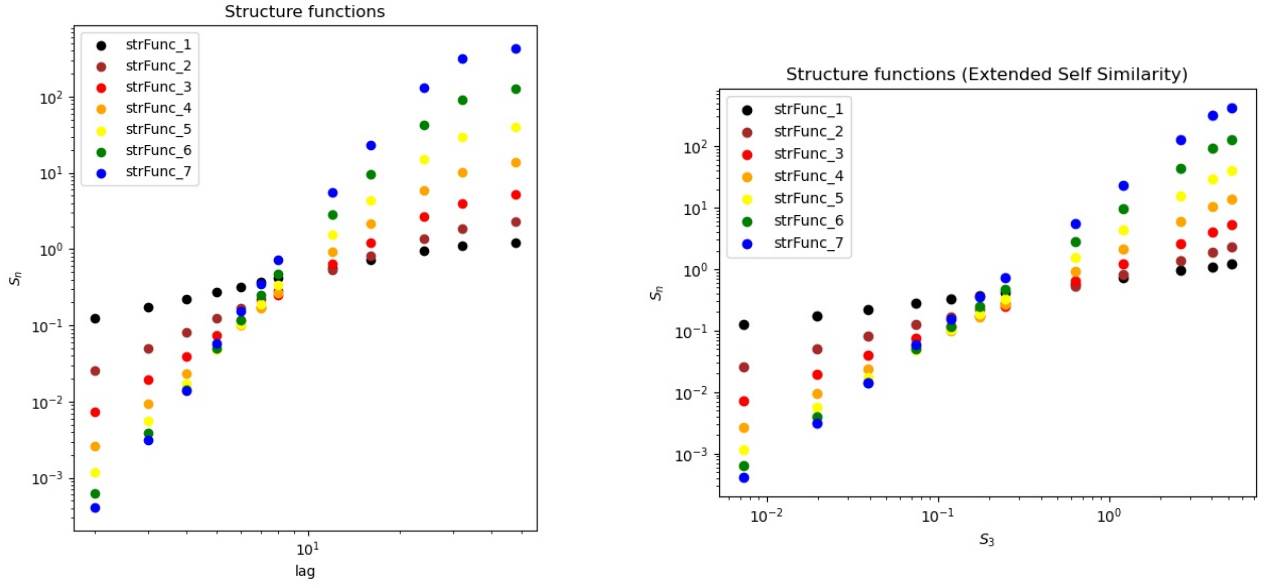 Structure functions
strFunc_1
strFunc_2
strFunc_3
strFunc_4
strFunc_5
strFunc_6
strFunc_7
10²
10¹
10⁰
10⁻¹
10⁻²
10⁻³
Sₙ
10¹
lag
Structure functions (Extended Self Similarity)
strFunc_1
strFunc_2
strFunc_3
strFunc_4
strFunc_5
strFunc_6
strFunc_7
10²
10¹
10⁰
10⁻¹
10⁻²
10⁻³
Sₙ
10⁻² 10⁻¹ 10⁰
S₃